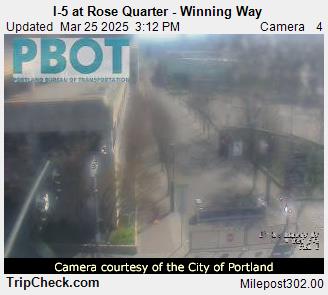 I-5 at Rose Quarter - Winning Way
Updated Mar 25 2025 3:12 PM Camera 4
PBOT
PORTLAND BUREAU OF TRANSPORTATION
Camera courtesy of the City of Portland
TripCheck.com Milepost302.00